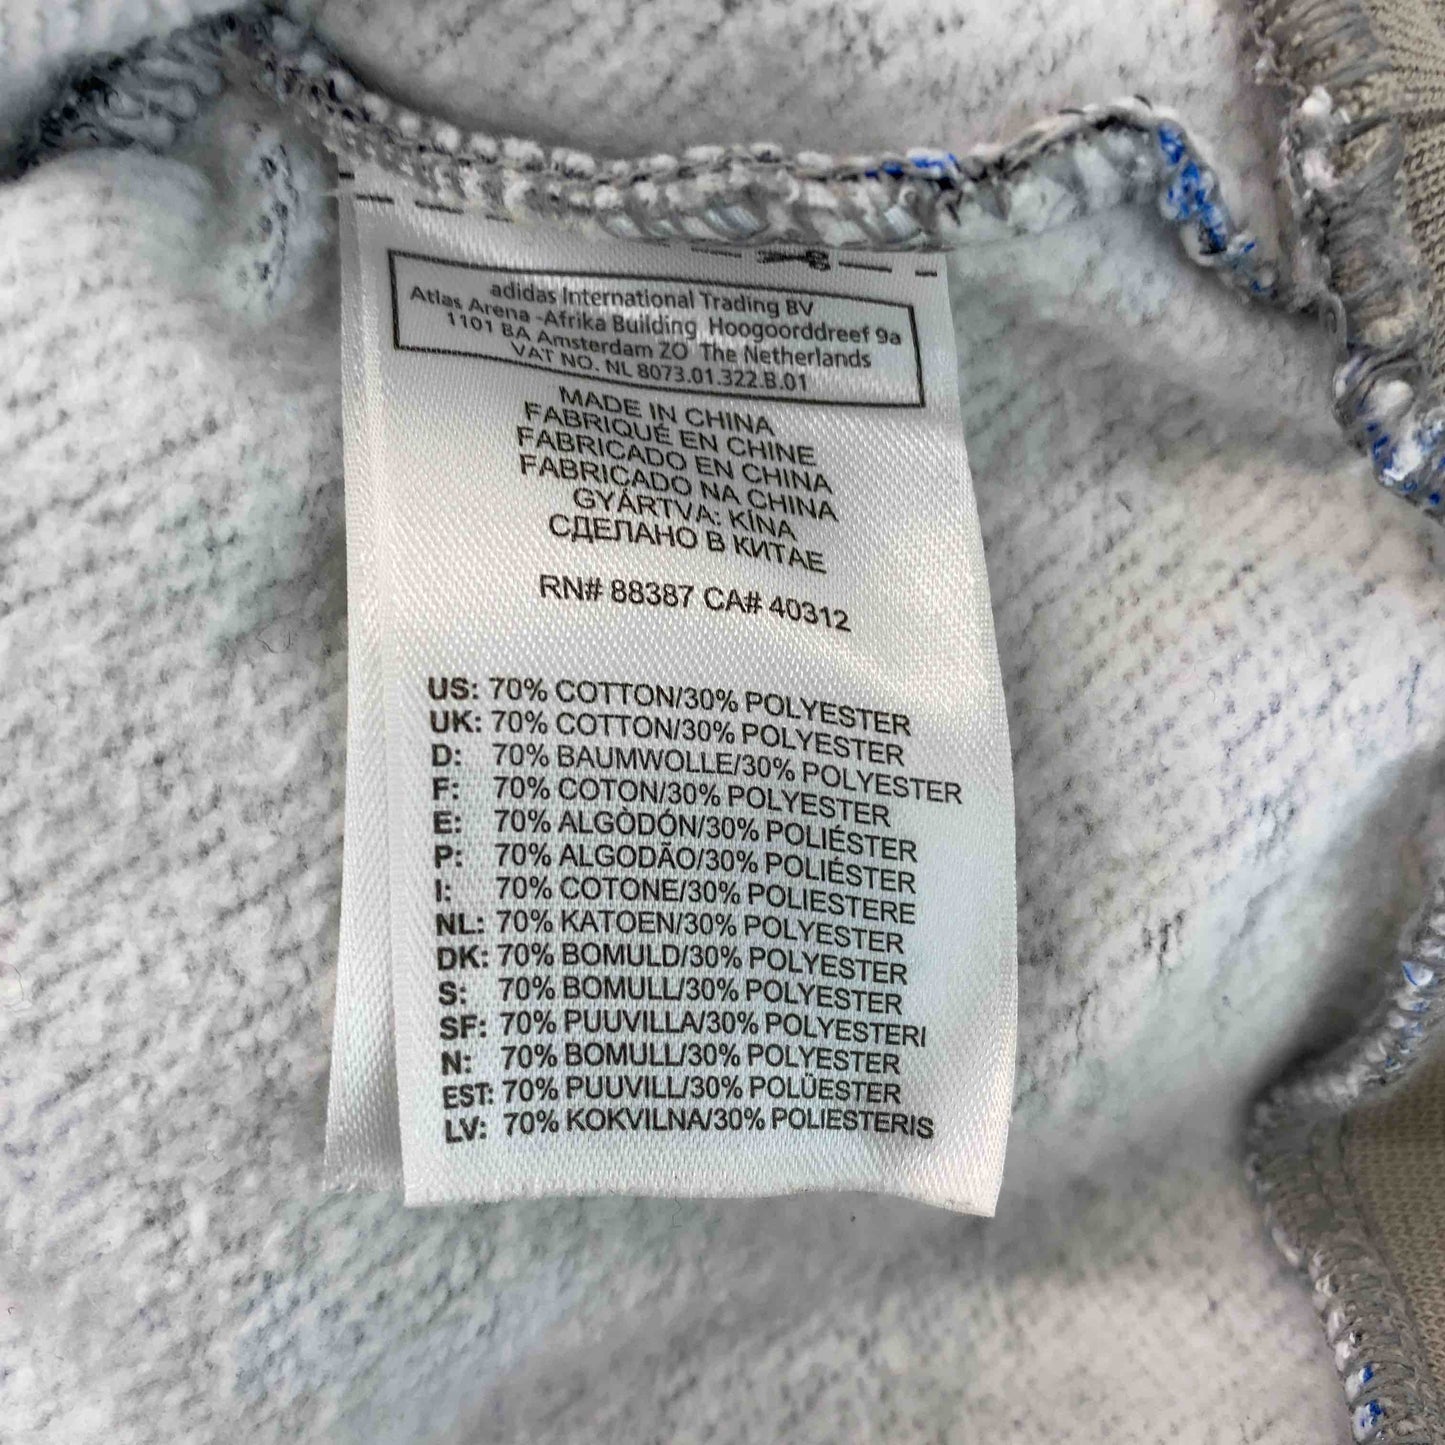 adidas International Trading BV
Atlas Arena -Afrika Building, Hoogoorddreef 9a
1101 BA Amsterdam ZO The Netherlands
VAT NO. NL 8073.01.322.B.01
MADE IN CHINA
FABRIQUÉ EN CHINE
FABRICADO EN CHINA
FABRICADO NA CHINA
GYÁRTVA: KÍNA
СДЕЛАНО В КИТАЕ
RN# 88387 CA# 40312
US: 70% COTTON/30% POLYESTER
UK: 70% COTTON/30% POLYESTER
D: 70% BAUMWOLLE/30% POLYESTER
F: 70% COTON/30% POLYESTER
E: 70% ALGÒDÓN/30% POLIÉSTER
P: 70% ALGODÃO/30% POLIÉSTER
I: 70% COTONE/30% POLIESTERE
NL: 70% KATOEN/30% POLYESTER
DK: 70% BOMULD/30% POLYESTER
S: 70% BOMULL/30% POLYESTER
SF: 70% PUUVILLA/30% POLYESTERI
N: 70% BOMULL/30% POLYESTER
EST: 70% PUUVILL/30% POLÜESTER
LV: 70% KOKVILNA/30% POLIESTERIS